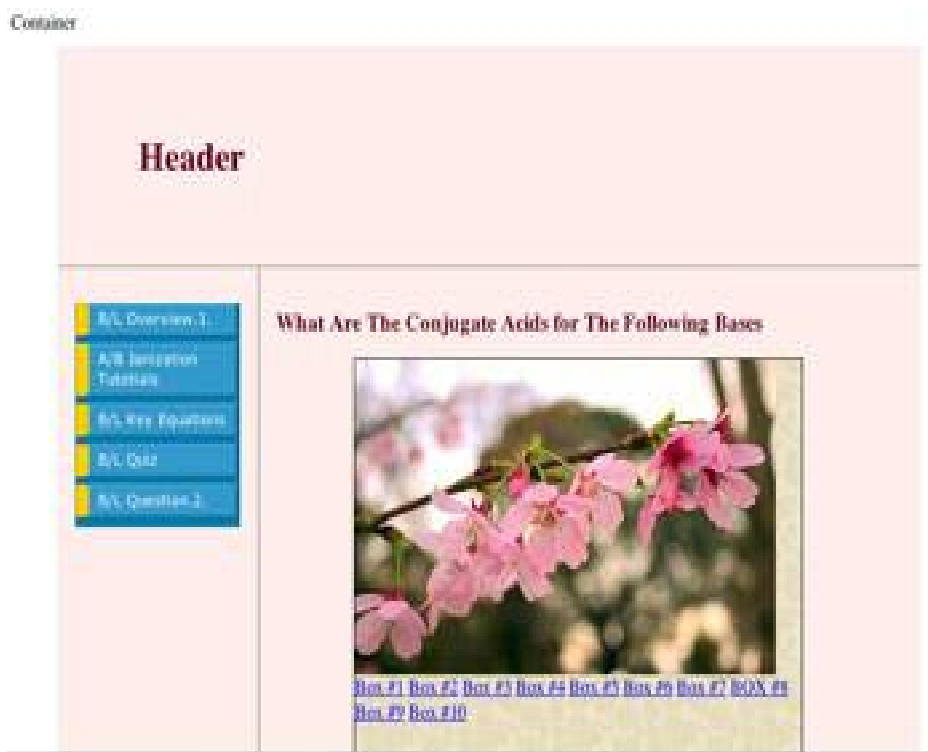 Container
Header
B/L Overview.1.
A/B Ionization
Tutorials
B/L Key Equations
B/L Quiz
B/L Question.2.
What Are The Conjugate Acids for The Following Bases
Box #1 Box #2 Box #3 Box #4 Box #5 Box #6 Box #7 BOX #8
Box #9 Box #10